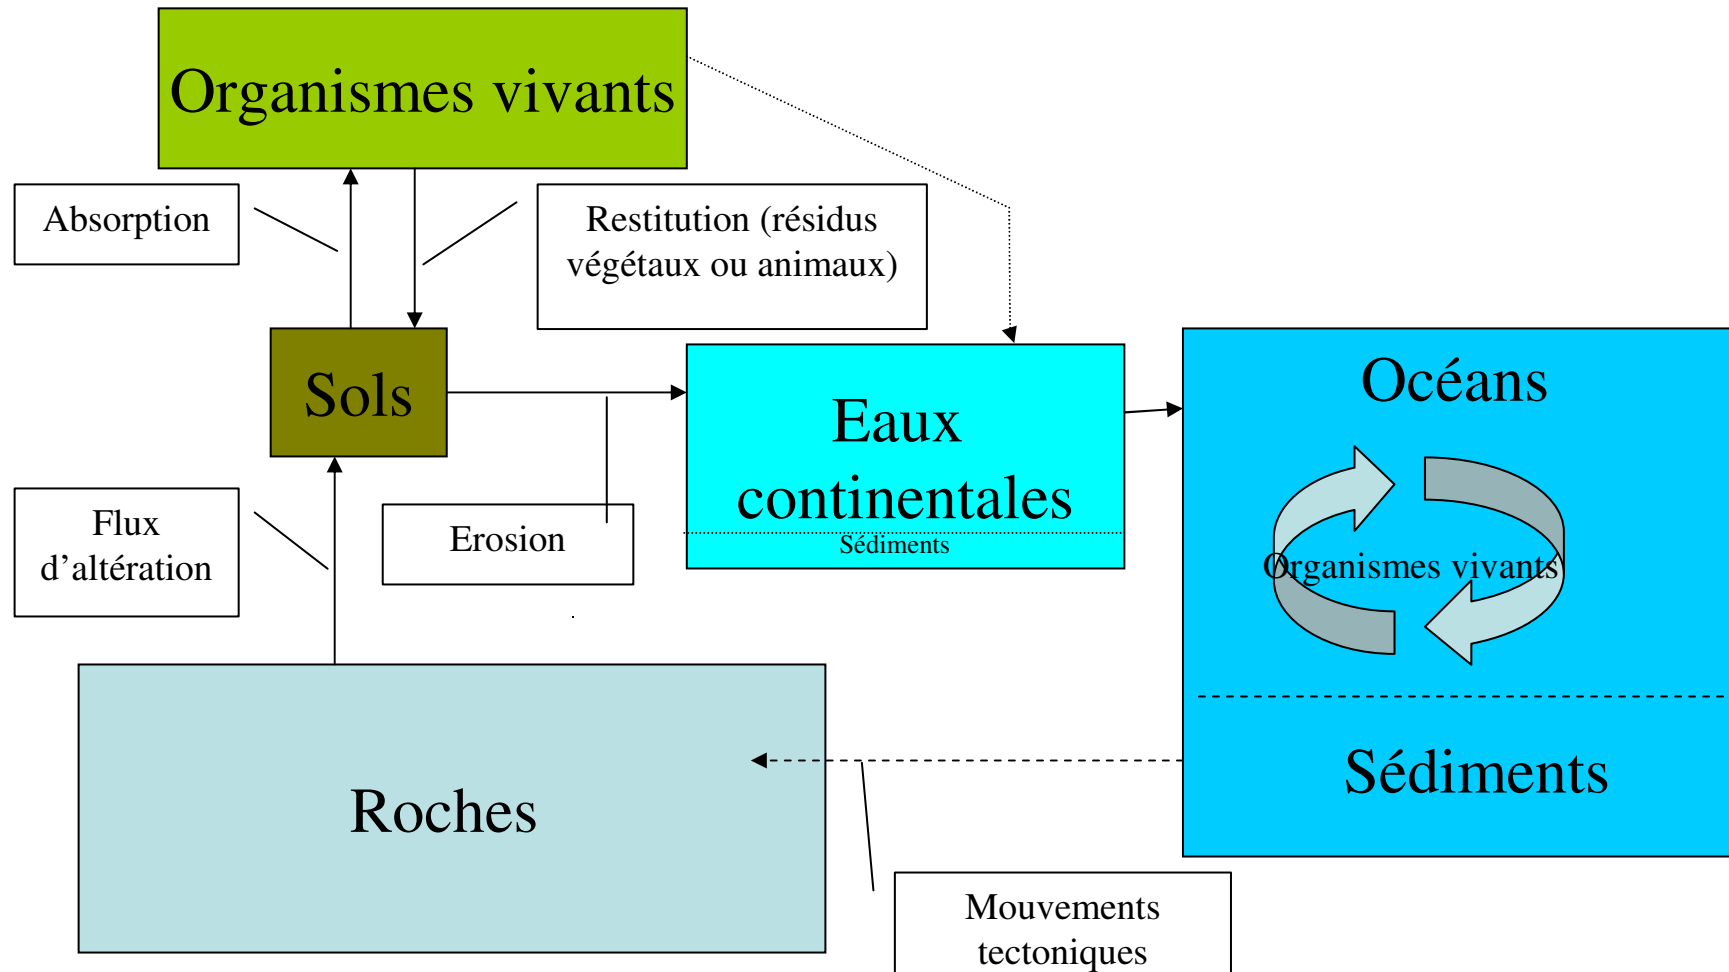 Organismes vivants
Absorption
Restitution (résidus
végétaux ou animaux)
Sols
Eaux
continentales
Sédiments
Océans
Organismes vivants
Sédiments
Flux
d’altération
Erosion
Roches
Mouvements
tectoniques